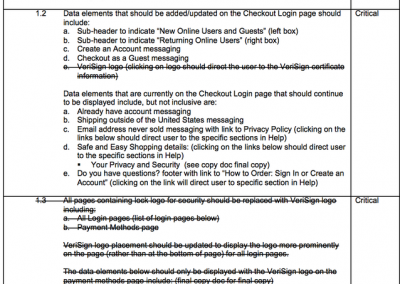 1.2 Data elements that should be added/updated on the Checkout Login page should Critical
include:
a. Sub-header to indicate "New Online Users and Guests" (left box)
b. Sub-header to indicate "Returning Online Users" (right box)
c. Create an Account messaging
d. Checkout as a Guest messaging
e. VeriSign logo (clicking on logo should direct the user to the VeriSign certificate
information)
Data elements that are currently on the Checkout Login page that should continue
to be displayed include, but not inclusive are:
a. Already have account messaging
b. Shipping outside of the United States messaging
c. Email address never sold messaging with link to Privacy Policy (clicking on the
links below should direct user to the specific sections in Help)
d. Safe and Easy Shopping details: (clicking on the links below should direct user
to the specific sections in Help)
• Your Privacy and Security (see copy doc final copy)
e. Do you have questions? footer with link to "How to Order: Sign In or Create an
Account" (clicking on the link will direct user to specific section in Help)
1.3 All pages containing lock logo for security should be replaced with VeriSign logo Critical
including:
a. All Login pages (list of login pages below)
b. Payment Methods page
VeriSign logo placement should be updated to display the logo more prominently
on the page (rather than at the bottom of page) for all login pages.
The data elements below should only be displayed with the VeriSign logo on the
payment methods page include: (final copy doc for final copy)